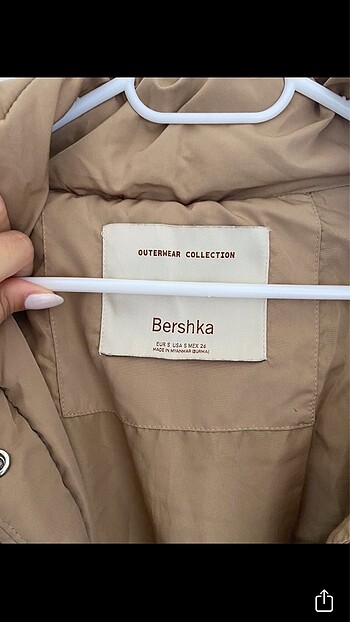 OUTERWEAR COLLECTION
Bershka
EUR S USA S MEX 26
MADE IN MYANMAR (BURMA)